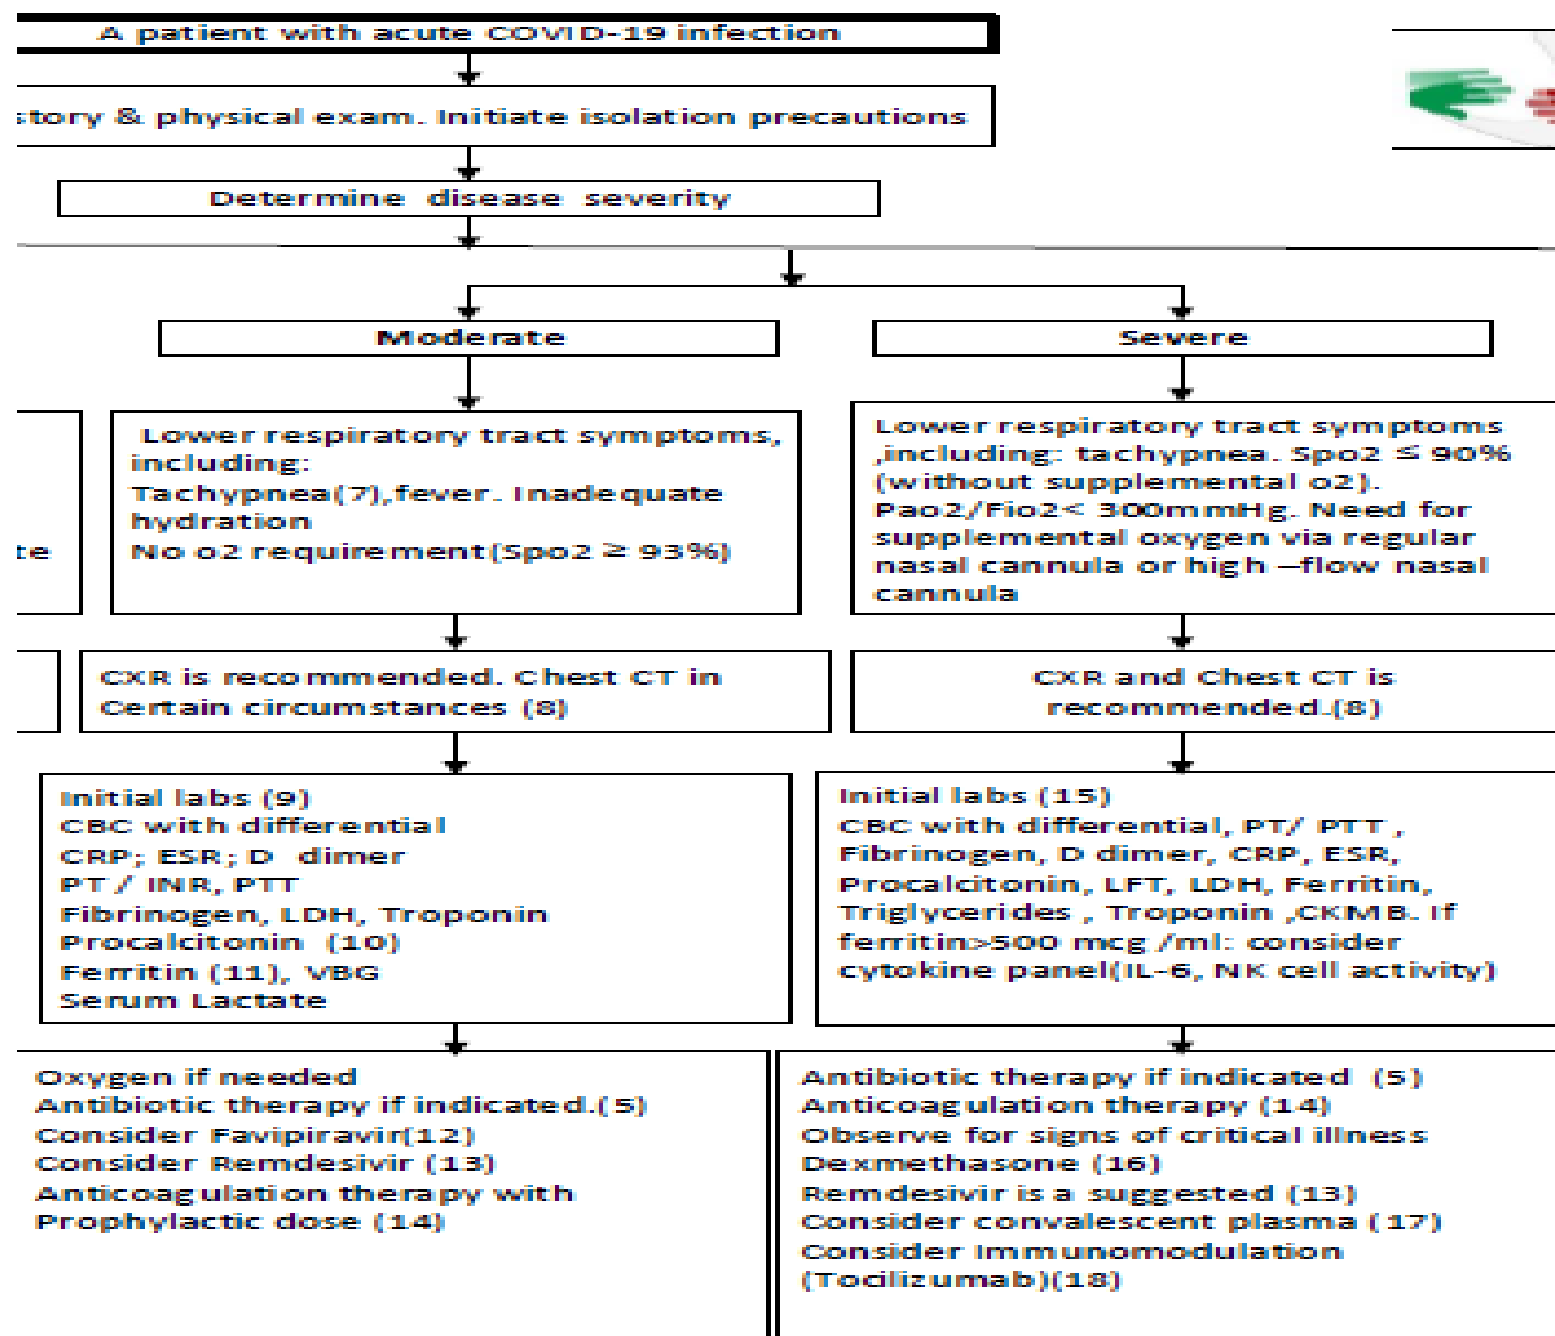 A patient with acute COVID-19 infection
story & physical exam. Initiate isolation precautions
Determine disease severity
Moderate
Severe
te
Lower respiratory tract symptoms,
including:
Tachypnea(7),fever. Inadequate
hydration
No o2 requirement(Spo2 ≥ 93%)
Lower respiratory tract symptoms
,including: tachypnea. Spo2 ≤ 90%
(without supplemental o2).
Pao2/Fio2< 300mmHg. Need for
supplemental oxygen via regular
nasal cannula or high –flow nasal
cannula
CXR is recommended. Chest CT in
Certain circumstances (8)
CXR and Chest CT is
recommended.(8)
Initial labs (9)
CBC with differential
CRP; ESR; D dimer
PT / INR, PTT
Fibrinogen, LDH, Troponin
Procalcitonin (10)
Ferritin (11), VBG
Serum Lactate
Initial labs (15)
CBC with differential, PT/ PTT ,
Fibrinogen, D dimer, CRP, ESR,
Procalcitonin, LFT, LDH, Ferritin,
Triglycerides , Troponin ,CKMB. If
ferritin>500 mcg /ml: consider
cytokine panel(IL-6, NK cell activity)
Oxygen if needed
Antibiotic therapy if indicated.(5)
Consider Favipiravir(12)
Consider Remdesivir (13)
Anticoagulation therapy with
Prophylactic dose (14)
Antibiotic therapy if indicated (5)
Anticoagulation therapy (14)
Observe for signs of critical illness
Dexmethasone (16)
Remdesivir is a suggested (13)
Consider convalescent plasma (17)
Consider Immunomodulation
(Tocilizumab)(18)